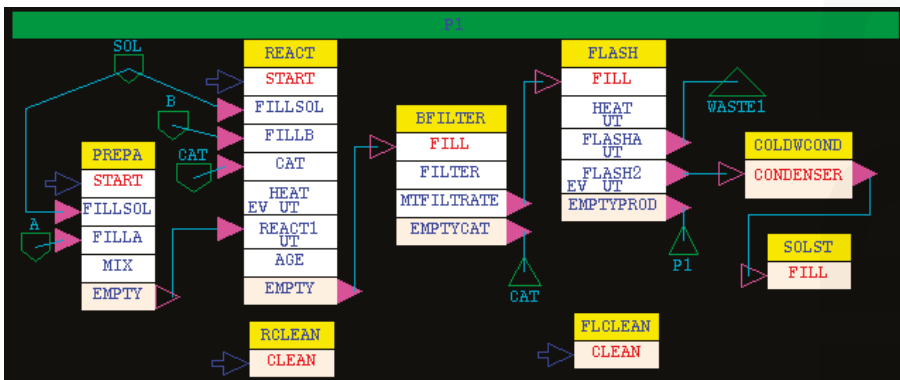 P1
SOL
A
PREPA
START
FILLSOL
FILLA
MIX
EMPTY
B
CAT
REACT
START
FILLSOL
FILLB
CAT
HEAT
EV UT
REACT1
UT
AGE
EMPTY
RCLEAN
CLEAN
BFILTER
FILL
FILTER
MTFILTRATE
EMPTYCAT
CAT
FLASH
FILL
HEAT
UT
FLASHA
UT
FLASH2
EV UT
EMPTYPROD
P1
FLCLEAN
CLEAN
WASTE1
COLDWCOND
CONDENSER
SOLST
FILL